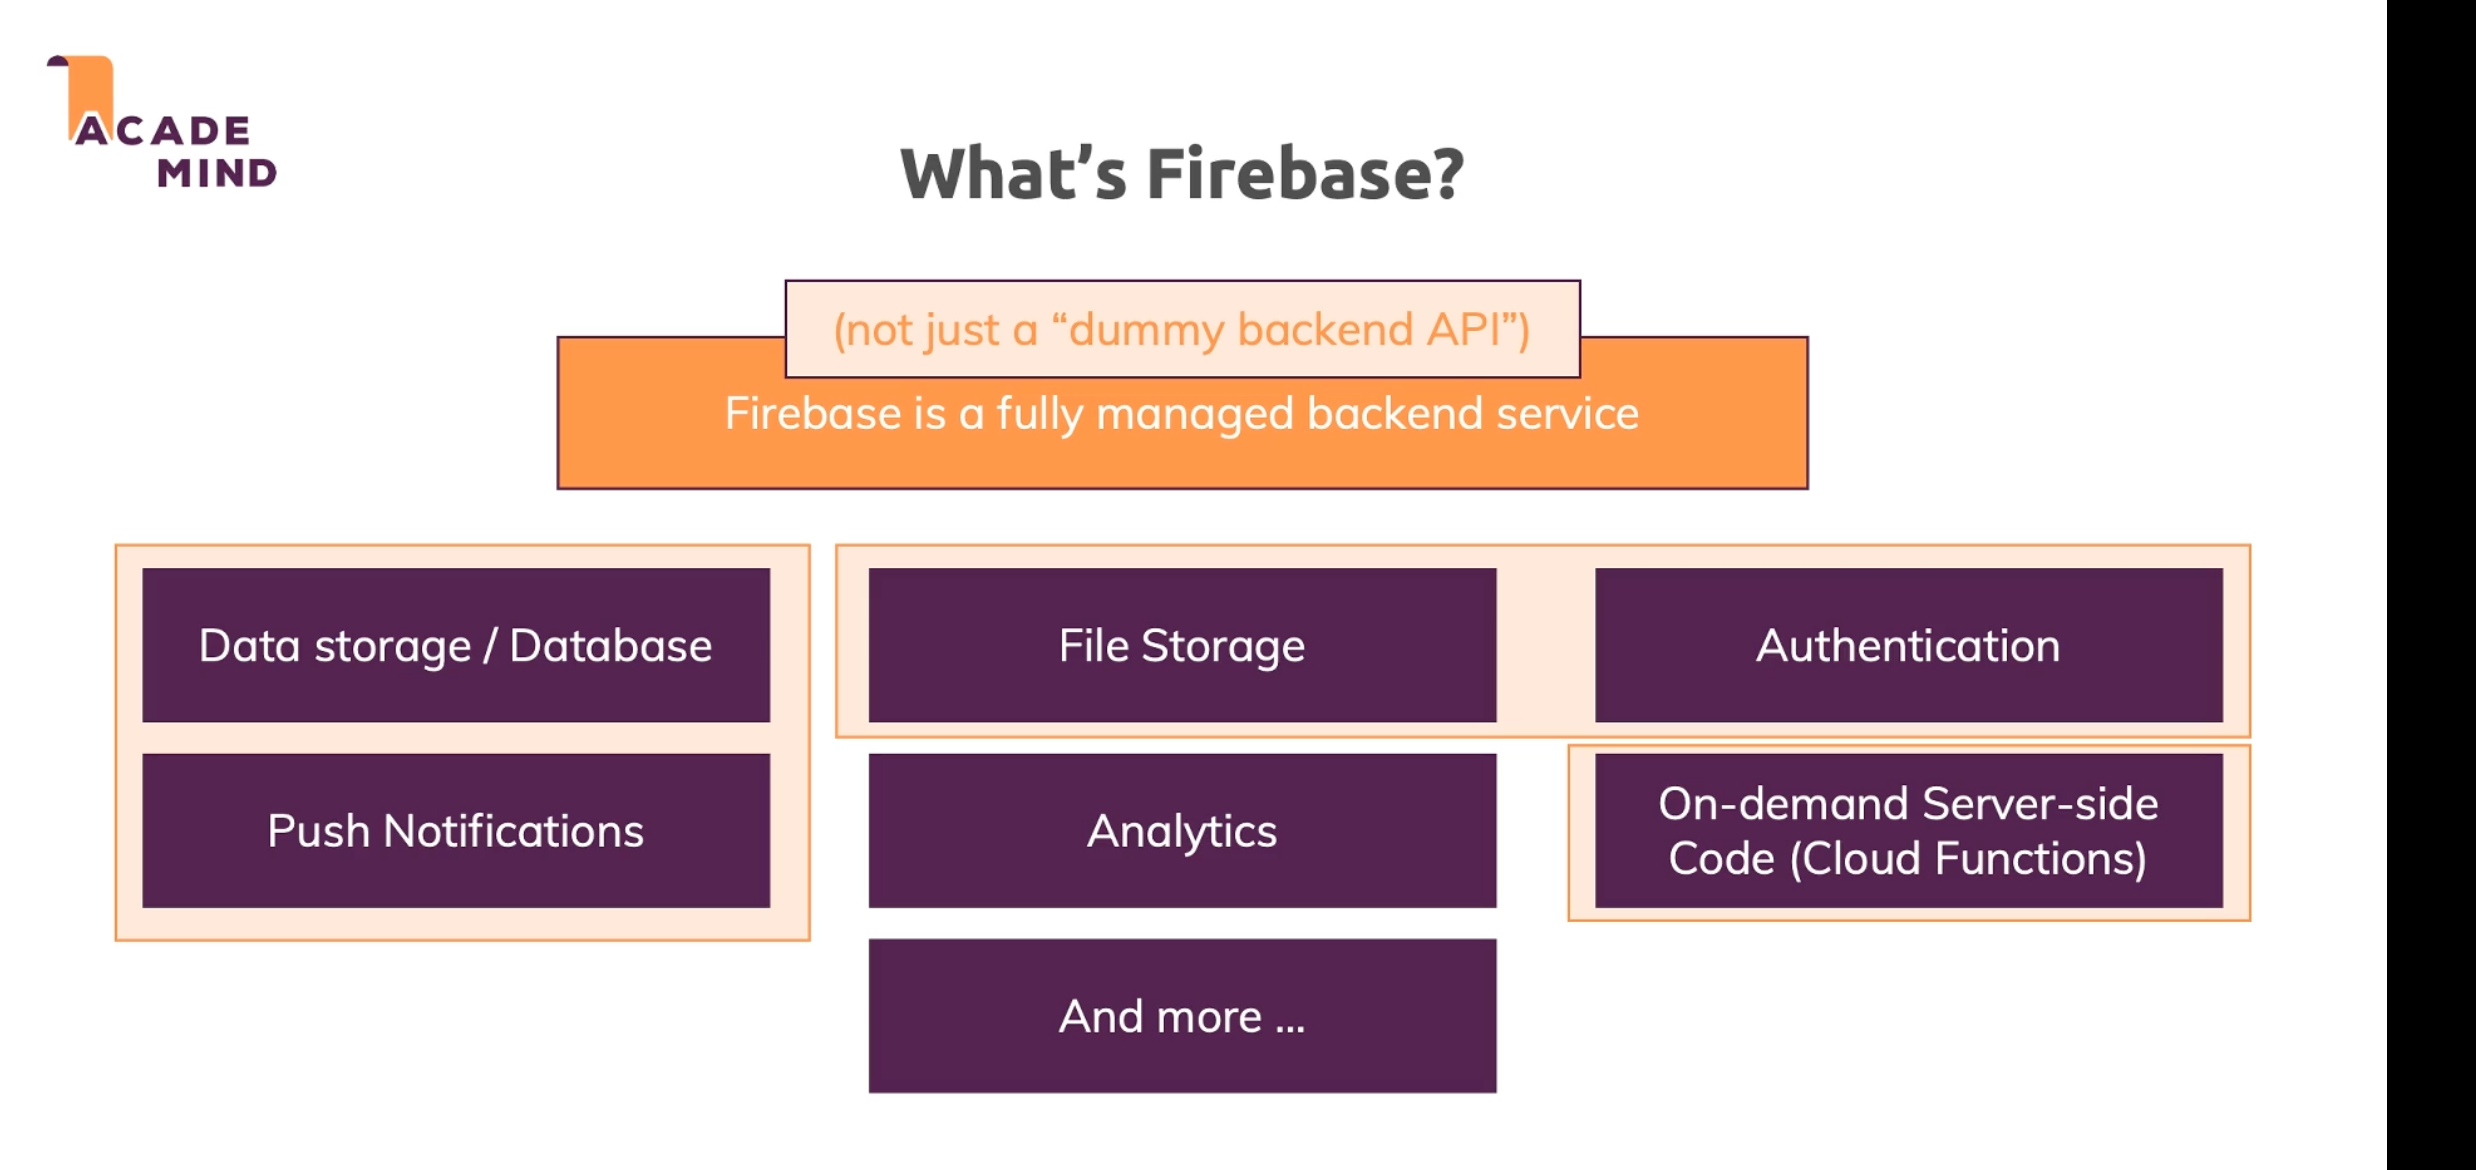 ACADE
MIND
What’s Firebase?
(not just a “dummy backend API”)
Firebase is a fully managed backend service
Data storage / Database
File Storage
Authentication
Push Notifications
Analytics
On-demand Server-side
Code (Cloud Functions)
And more ...